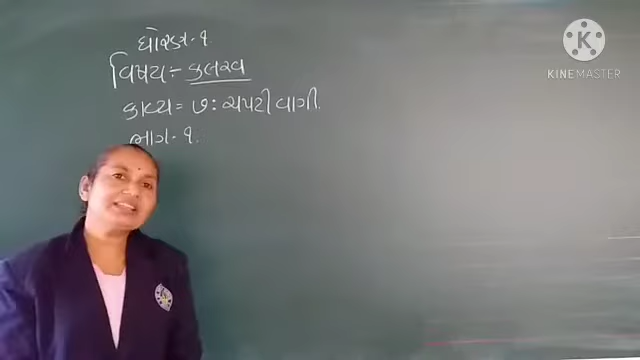 ધોરણ-૧
વિષય ÷ કલરવ
કાવ્ય = ૭: ચપટી વાગી.
ભાગ-૧.
K
KINEMASTER